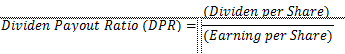 (Dividen per Share)
Dividen Payout Ratio (DPR) =
(Earning per Share)